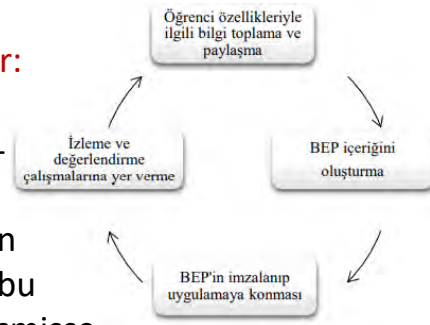 Öğrenci özellikleriyle
ilgili bilgi toplama ve
paylaşma
r:
İzleme ve
değerlendirme
çalışmalarına yer verme
BEP içeriğini
oluşturma
n
bu
BEP'in imzalanıp
uygulamaya konması